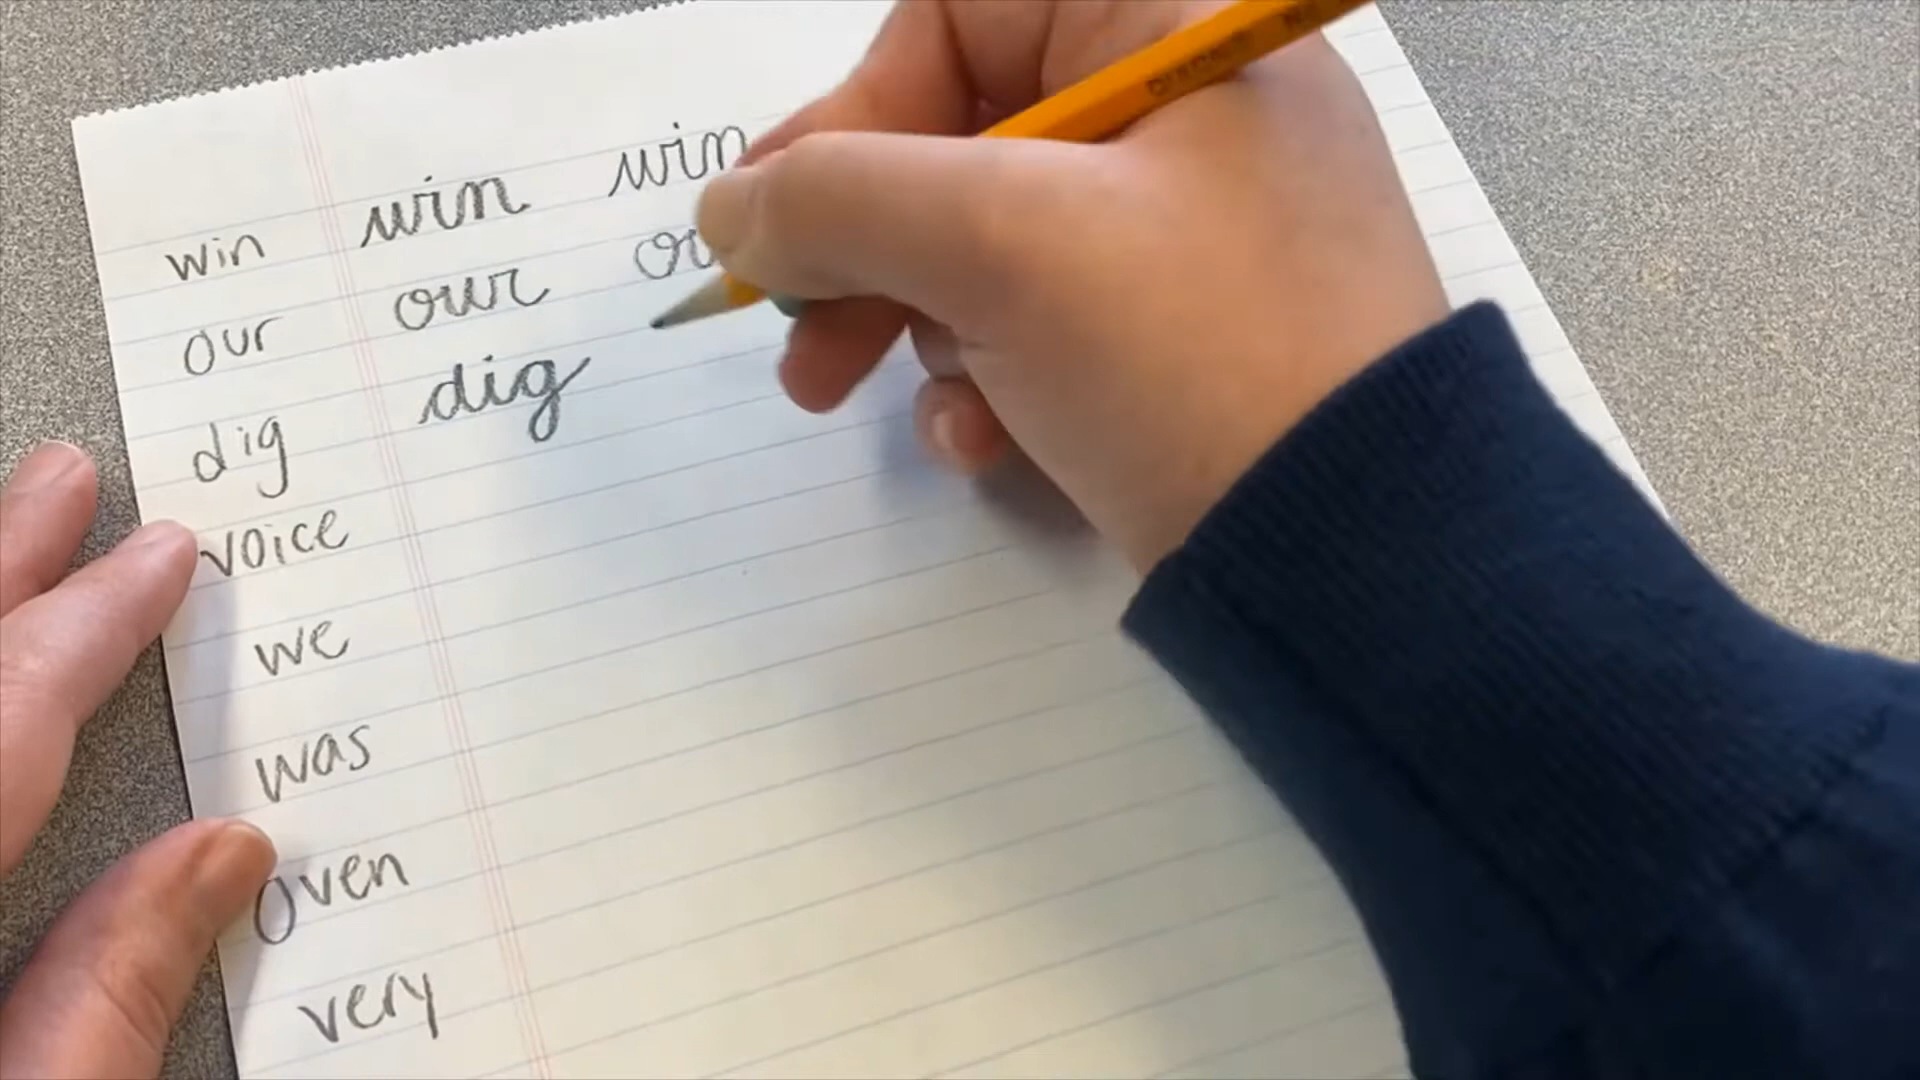 win win win
our our
dig dig
voice
we
was
oven
very